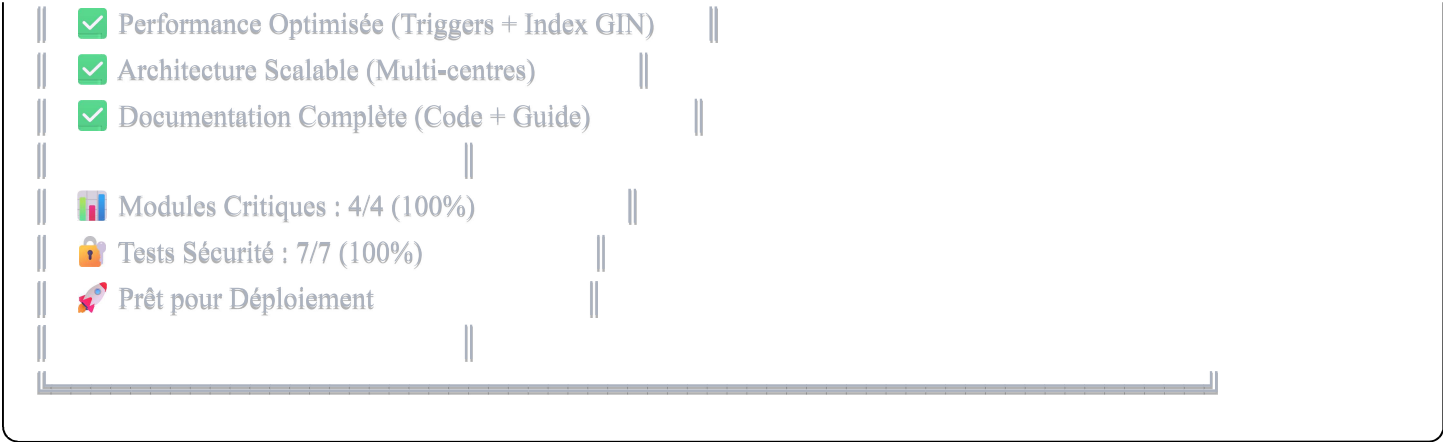 ║ ✅ Performance Optimisée (Triggers + Index GIN) ║
║ ✅ Architecture Scalable (Multi-centres) ║
║ ✅ Documentation Complète (Code + Guide) ║
║ ║
║ 📊 Modules Critiques : 4/4 (100%) ║
║ 🔐 Tests Sécurité : 7/7 (100%) ║
║ 🚀 Prêt pour Déploiement ║
║ ║
╚═══════════════════════════════════════════════════════════╝